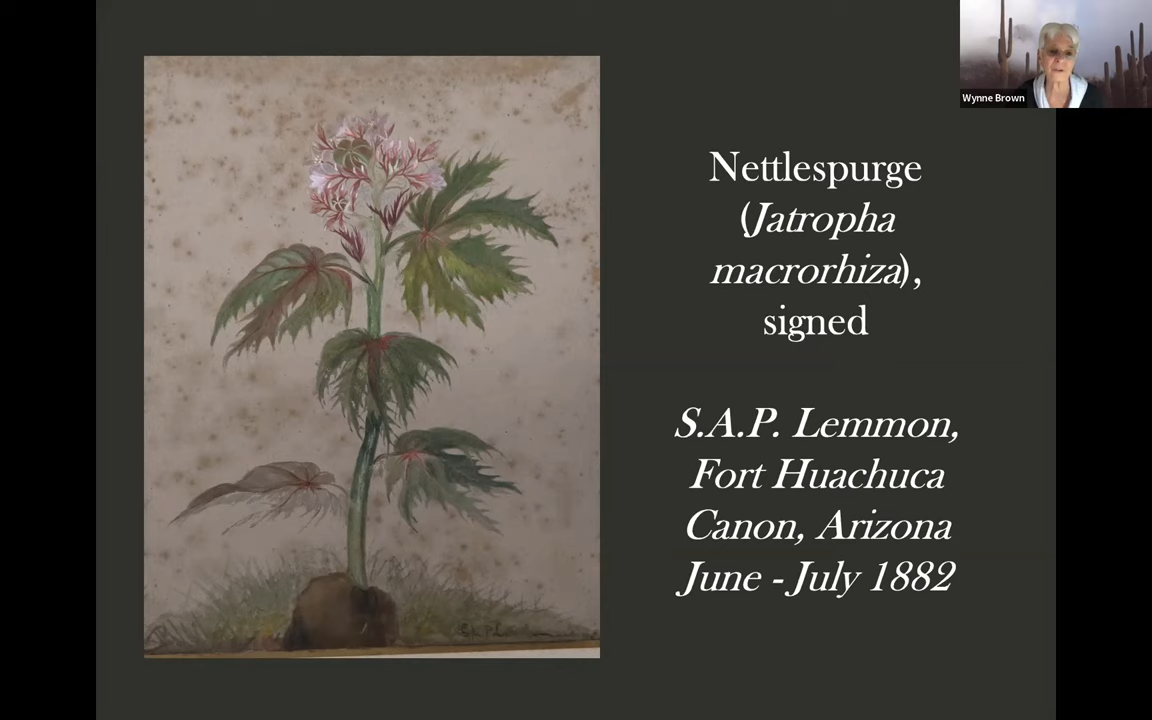 Wynne Brown
Nettlespurge
(Jatropha
macrorhiza),
signed
S.A.P. Lemmon,
Fort Huachuca
Canon, Arizona
June - July 1882